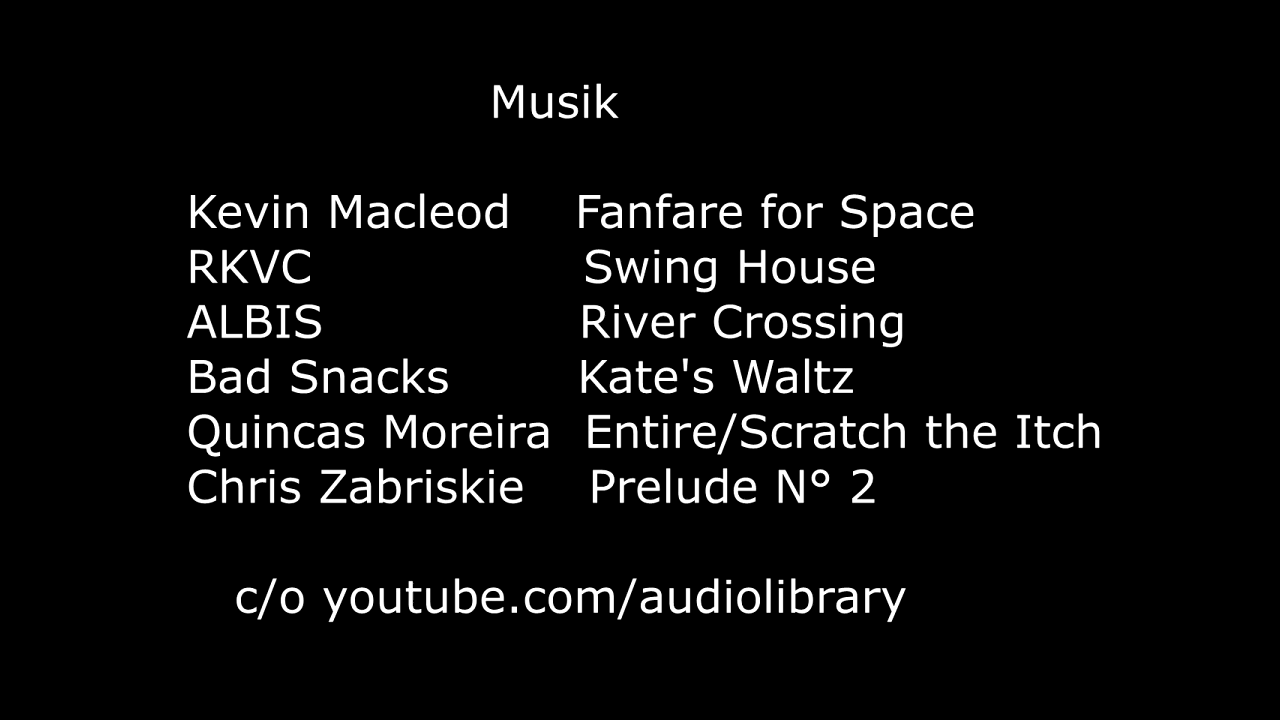 Musik
Kevin Macleod Fanfare for Space
RKVC Swing House
ALBIS River Crossing
Bad Snacks Kate's Waltz
Quincas Moreira Entire/Scratch the Itch
Chris Zabriskie Prelude N° 2
c/o youtube.com/audiolibrary